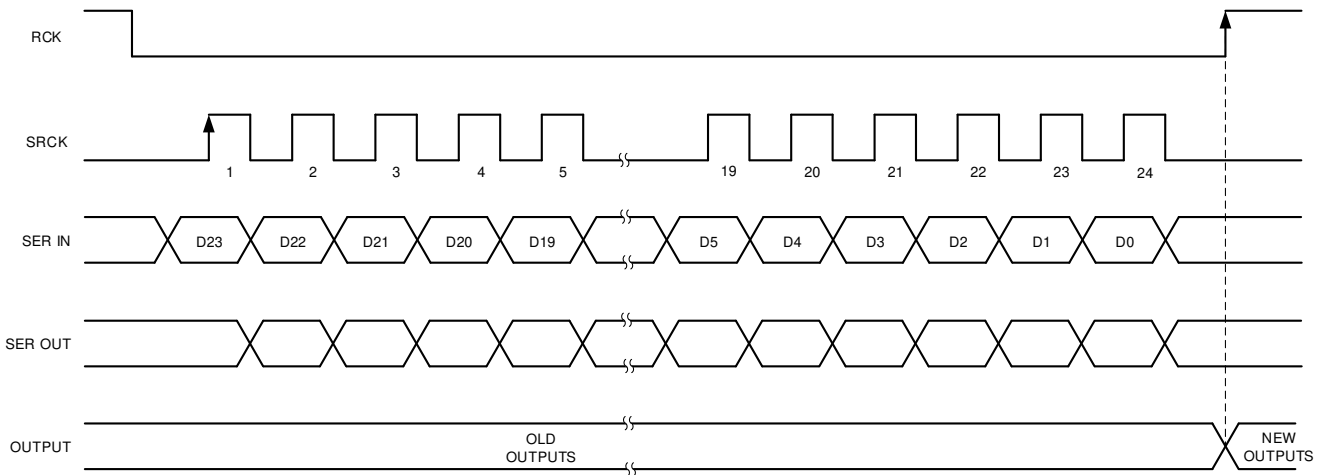 RCK
SRCK
1 2 3 4 5 19 20 21 22 23 24
SER IN
D23 D22 D21 D20 D19 D5 D4 D3 D2 D1 D0
SER OUT
OUTPUT
OLD
OUTPUTS
NEW
OUTPUTS